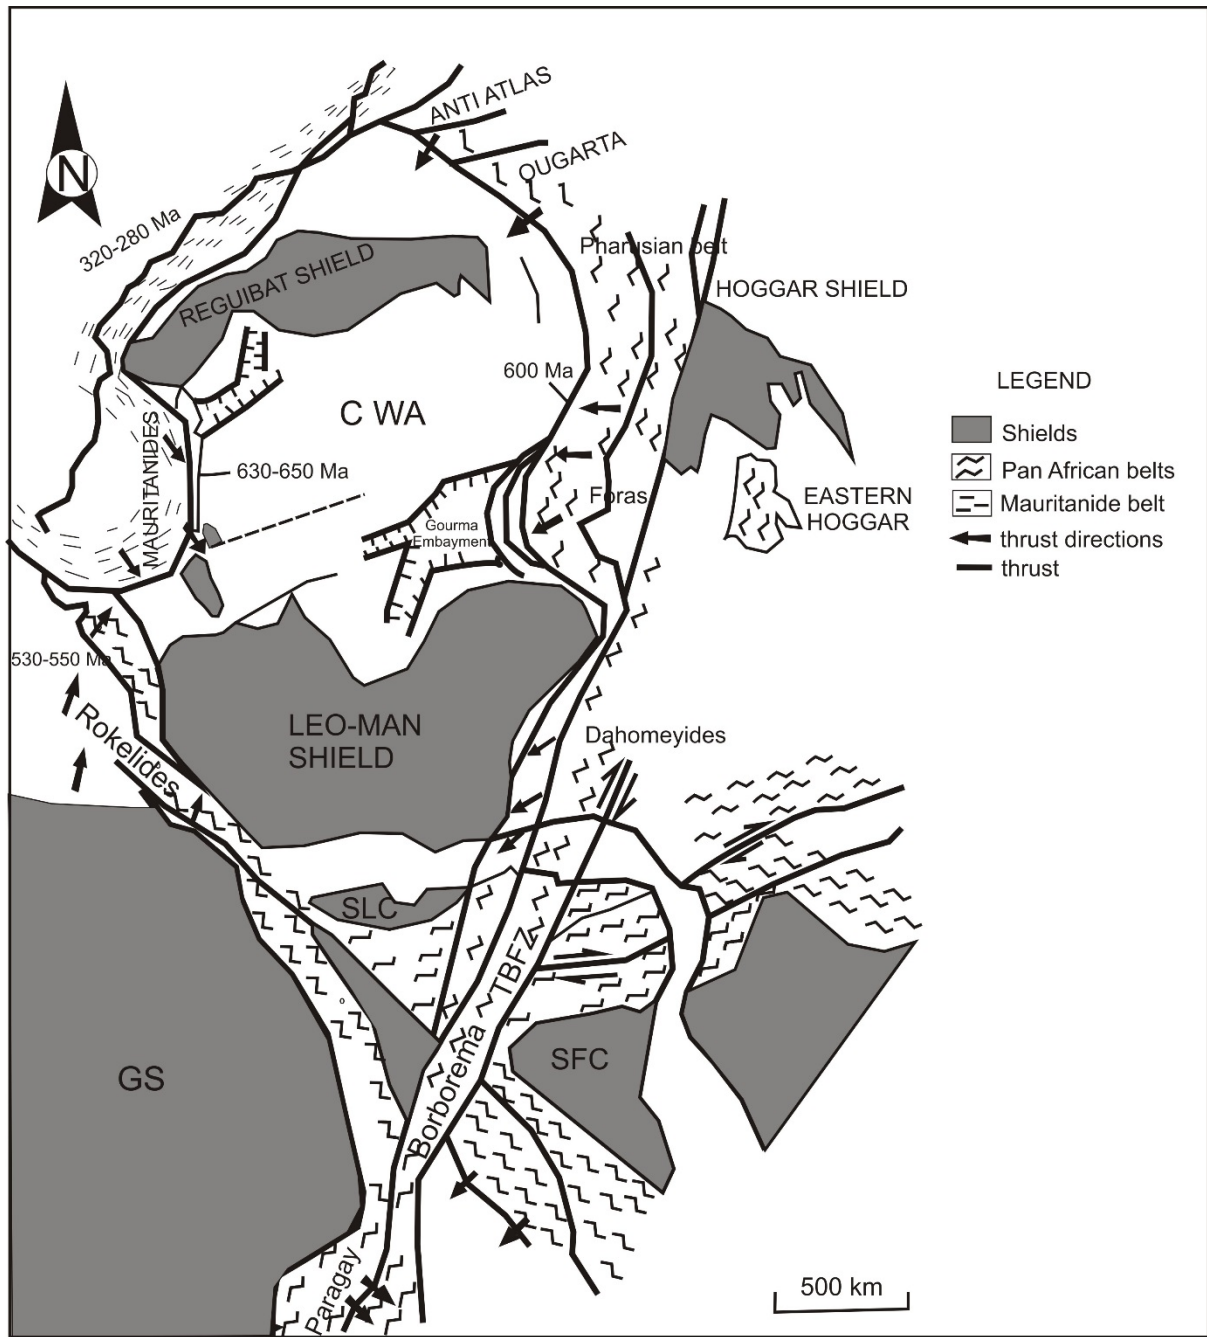 ANTI ATLAS
OUGARTA
N
320-280 Ma
Pharusian belt
REGUIBAT SHIELD
HOGGAR SHIELD
600 Ma
LEGEND
C WA
Shields
MAURITANIDES
630-650 Ma
Pan African belts
Foras
EASTERN
HOGGAR
Mauritanide belt
Gourma
Embayment
thrust directions
thrust
530-550 Ma
LEO-MAN
SHIELD
Rokelides
Dahomeyides
SLC
TBFZ
GS
SFC
Borborema
Paragay
500 km